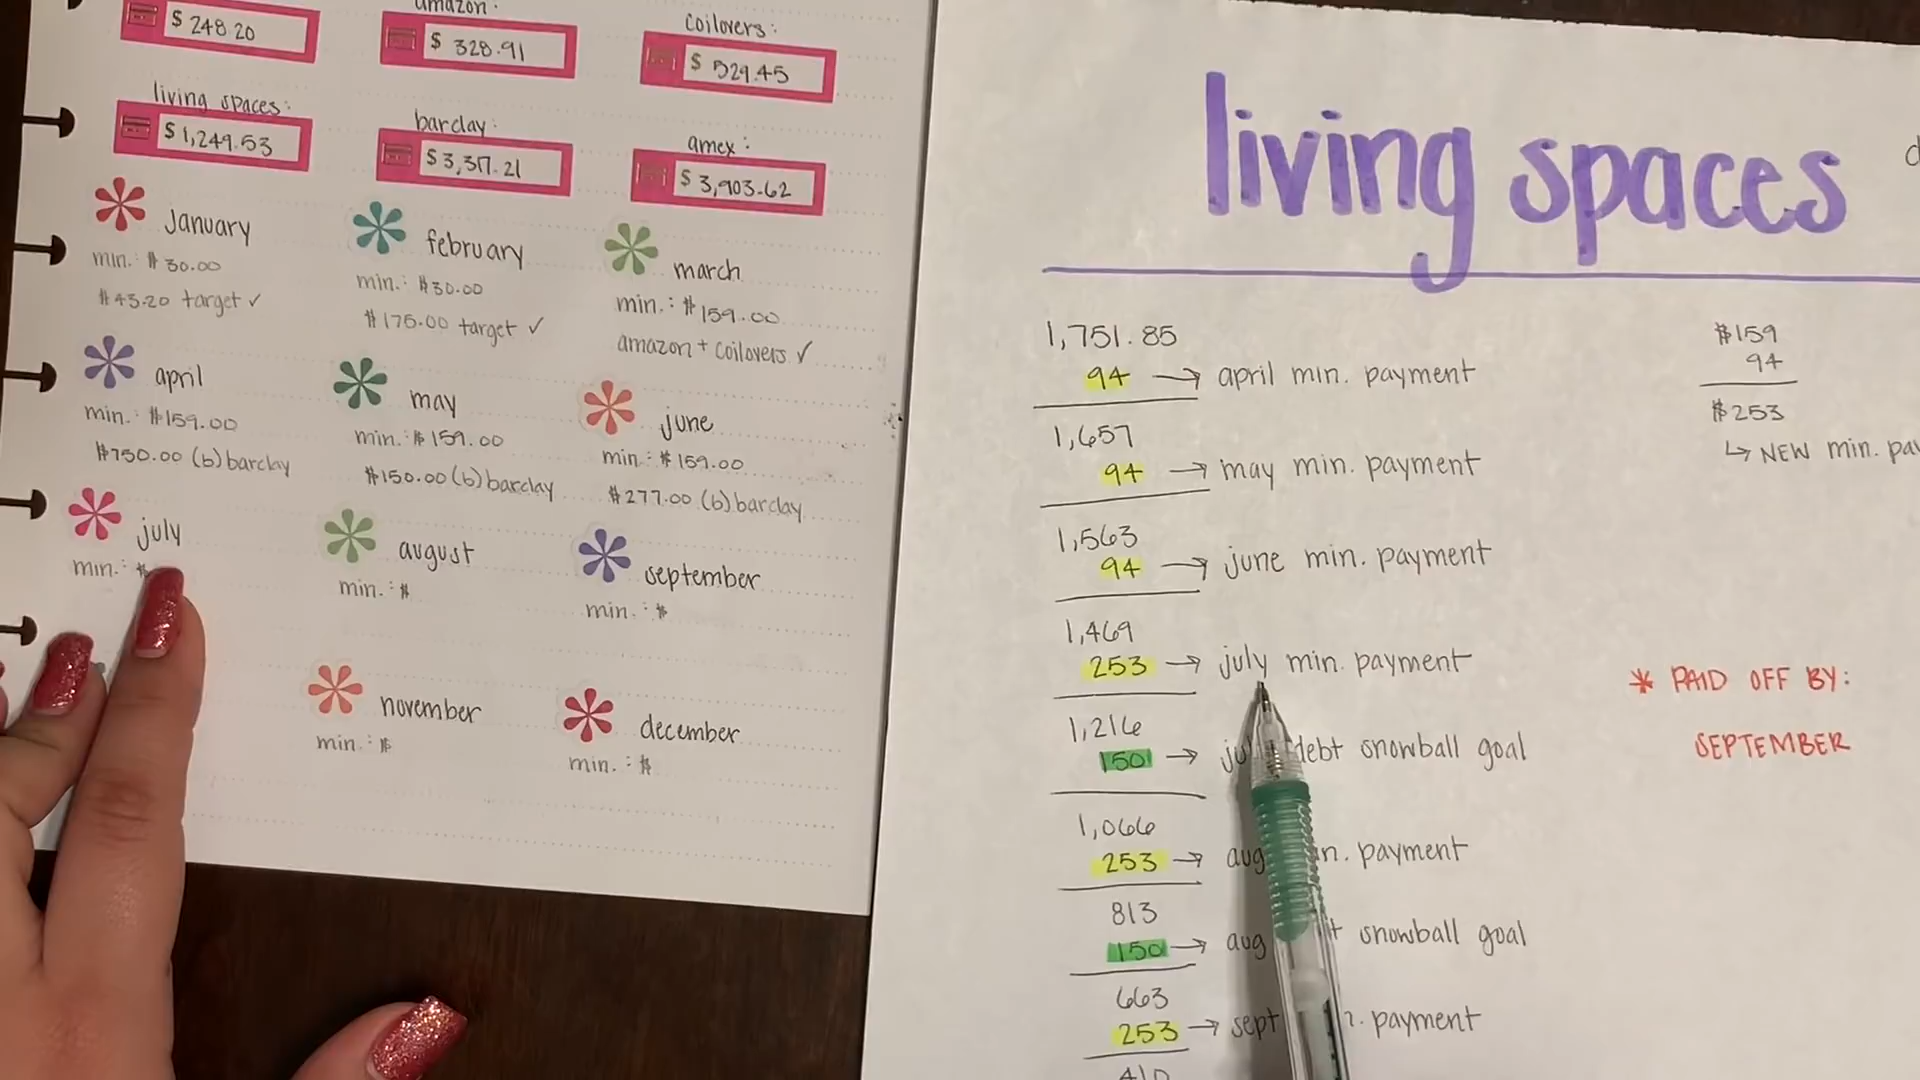 amazon:
coilovers:
$248.20
$328.91
$529.45
living spaces:
barclay:
amex:
$1,249.53
$3,317.21
$3,903.62
january
min.: $30.00
$43.20 target ✓
february
min.: $30.00
$175.00 target ✓
march
min.: $159.00
amazon + coilovers ✓
april
min.: $159.00
$750.00 (b) barclay
may
min.: $159.00
$150.00 (b) barclay
june
min.: $159.00
$277.00 (b) barclay
july
min.: $
august
min.: $
september
min.: $
november
min.: $
december
min.: $
living spaces
1,751.85
94 → april min. payment
1,657
94 → may min. payment
1,563
94 → june min. payment
1,469
253 → july min. payment
1,216
150 → debt snowball goal
1,066
253 → aug payment
813
150 → aug snowball goal
663
253 → sept payment
410
$159
94
$253
↳ NEW min.
* PAID OFF BY:
SEPTEMBER